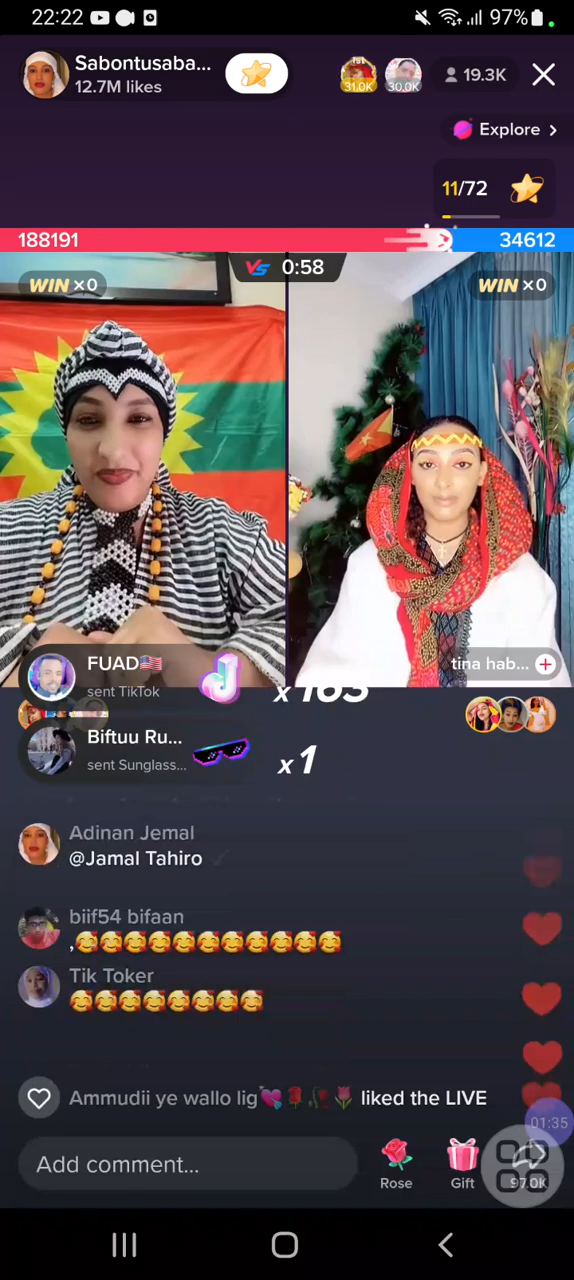 22:22
97%
Sabontusaba...
12.7M likes
1st
31.0K
30.0K
19.3K
Explore
11/72
188191
34612
WIN ×0
Vs 0:58
WIN ×0
FUAD🇺🇸
sent TikTok
x 163
tina hab...
Biftuu Ru...
sent Sunglass...
x 1
Adinan Jemal
@Jamal Tahiro
biif54 bifaan
,🥰🥰🥰🥰🥰🥰🥰🥰🥰🥰🥰
Tik Toker
🥰🥰🥰🥰🥰🥰🥰🥰
Ammudii ye wallo lig💘🌹🥀🌷 liked the LIVE
01:35
Add comment...
Rose
Gift
97.0K